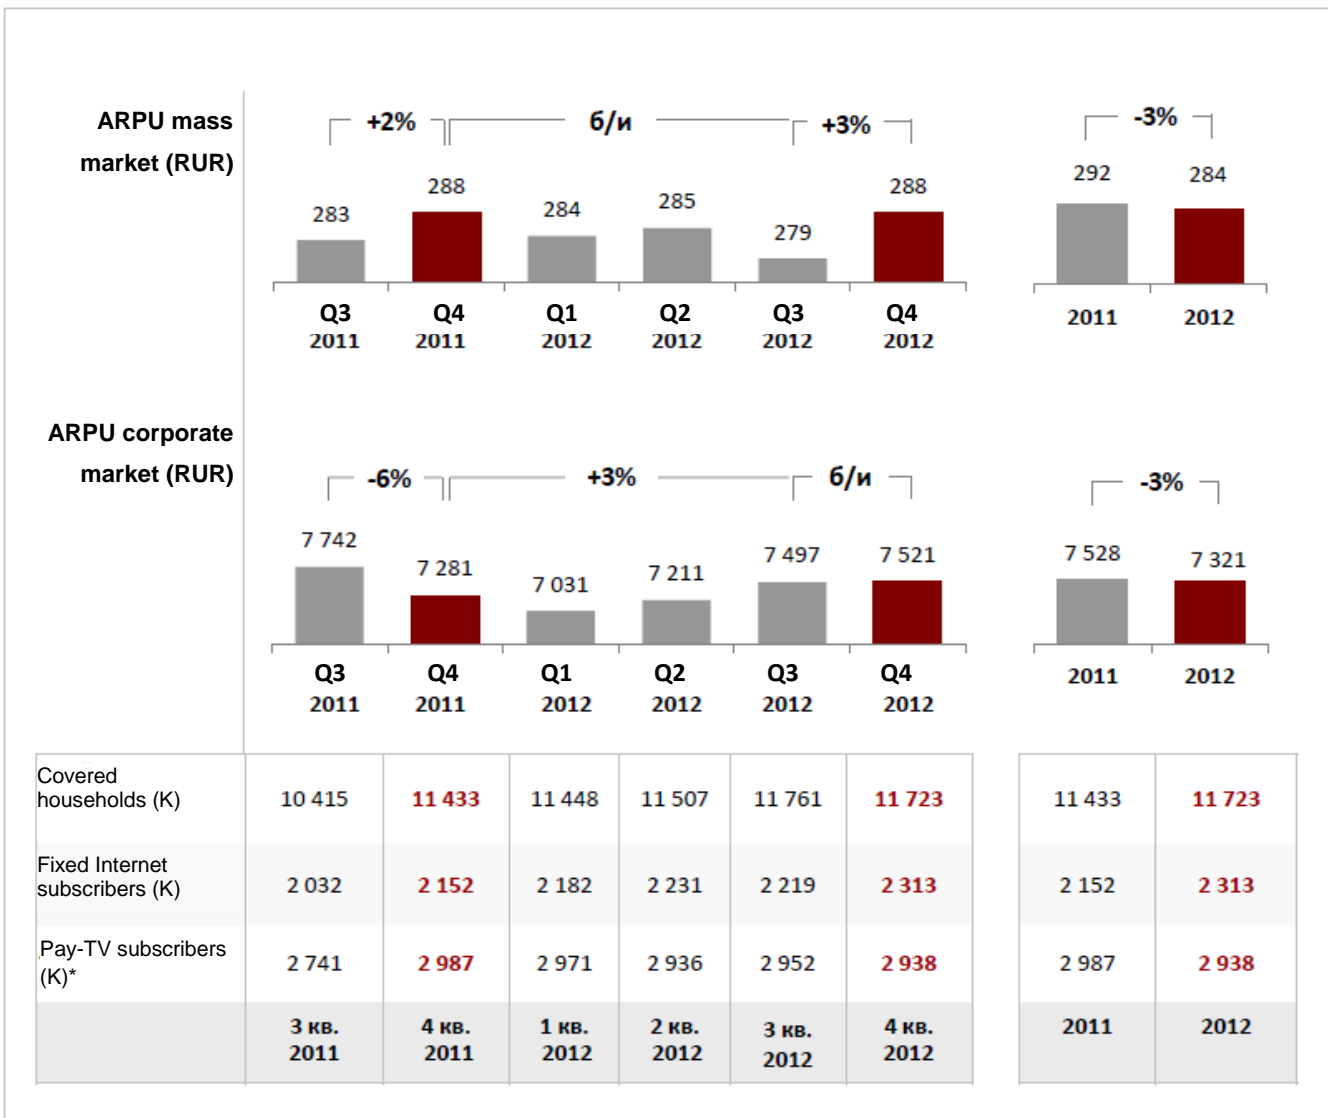 ARPU mass
market (RUR)
+2% б/и +3% -3%
283 288 284 285 279 288 292 284
Q3 Q4 Q1 Q2 Q3 Q4
2011 2011 2012 2012 2012 2012 2011 2012
ARPU corporate
market (RUR)
-6% +3% б/и -3%
7 742 7 281 7 031 7 211 7 497 7 521 7 528 7 321
Q3 Q4 Q1 Q2 Q3 Q4
2011 2011 2012 2012 2012 2012 2011 2012
Covered
households (K)
10 415 11 433 11 448 11 507 11 761 11 723 11 433 11 723
Fixed Internet
subscribers (K)
2 032 2 152 2 182 2 231 2 219 2 313 2 152 2 313
Pay-TV subscribers
(K)*
2 741 2 987 2 971 2 936 2 952 2 938 2 987 2 938
3 кв. 4 кв. 1 кв. 2 кв. 3 кв. 4 кв. 2011 2012
2011 2011 2012 2012 2012 2012